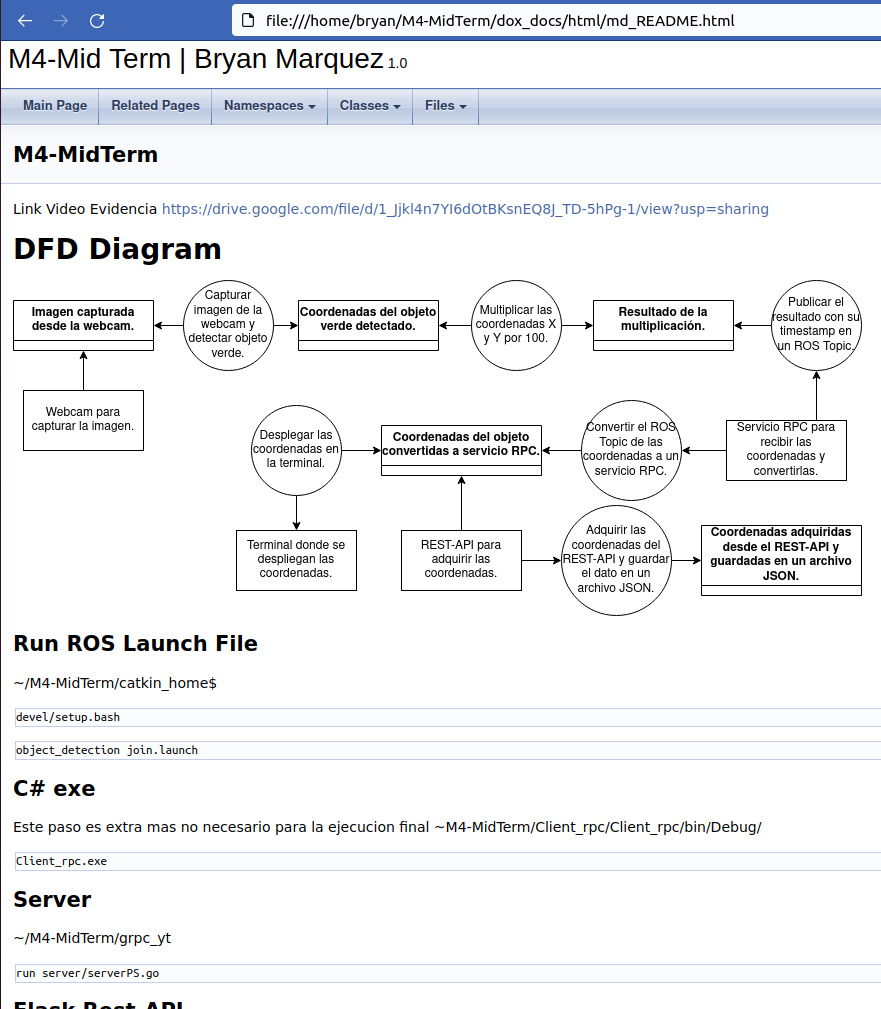 file:///home/bryan/M4-MidTerm/dox_docs/html/md_README.html
M4-Mid Term | Bryan Marquez 1.0
Main Page Related Pages Namespaces Classes Files
M4-MidTerm
Link Video Evidencia https://drive.google.com/file/d/1_Jjkl4n7YI6dOtBKsnEQ8J_TD-5hPg-1/view?usp=sharing
DFD Diagram
Imagen capturada
desde la webcam.
Capturar
imagen de la
webcam y
detectar objeto
verde.
Coordenadas del objeto
verde detectado.
Multiplicar las
coordenadas X
y Y por 100.
Resultado de la
multiplicación.
Publicar el
resultado con su
timestamp en
un ROS Topic.
Webcam para
capturar la imagen.
Desplegar las
coordenadas en
la terminal.
Coordenadas del objeto
convertidas a servicio RPC.
Convertir el ROS
Topic de las
coordenadas a un
servicio RPC.
Servicio RPC para
recibir las
coordenadas y
convertirlas.
Terminal donde se
despliegan las
coordenadas.
REST-API para
adquirir las
coordenadas.
Adquirir las
coordenadas del
REST-API y guardar
el dato en un
archivo JSON.
Coordenadas adquiridas
desde el REST-API y
guardadas en un archivo
JSON.
Run ROS Launch File
~/M4-MidTerm/catkin_home$
devel/setup.bash
object_detection join.launch
C# exe
Este paso es extra mas no necesario para la ejecucion final ~M4-MidTerm/Client_rpc/Client_rpc/bin/Debug/
Client_rpc.exe
Server
~/M4-MidTerm/grpc_yt
run server/serverPS.go
Flask Rest API